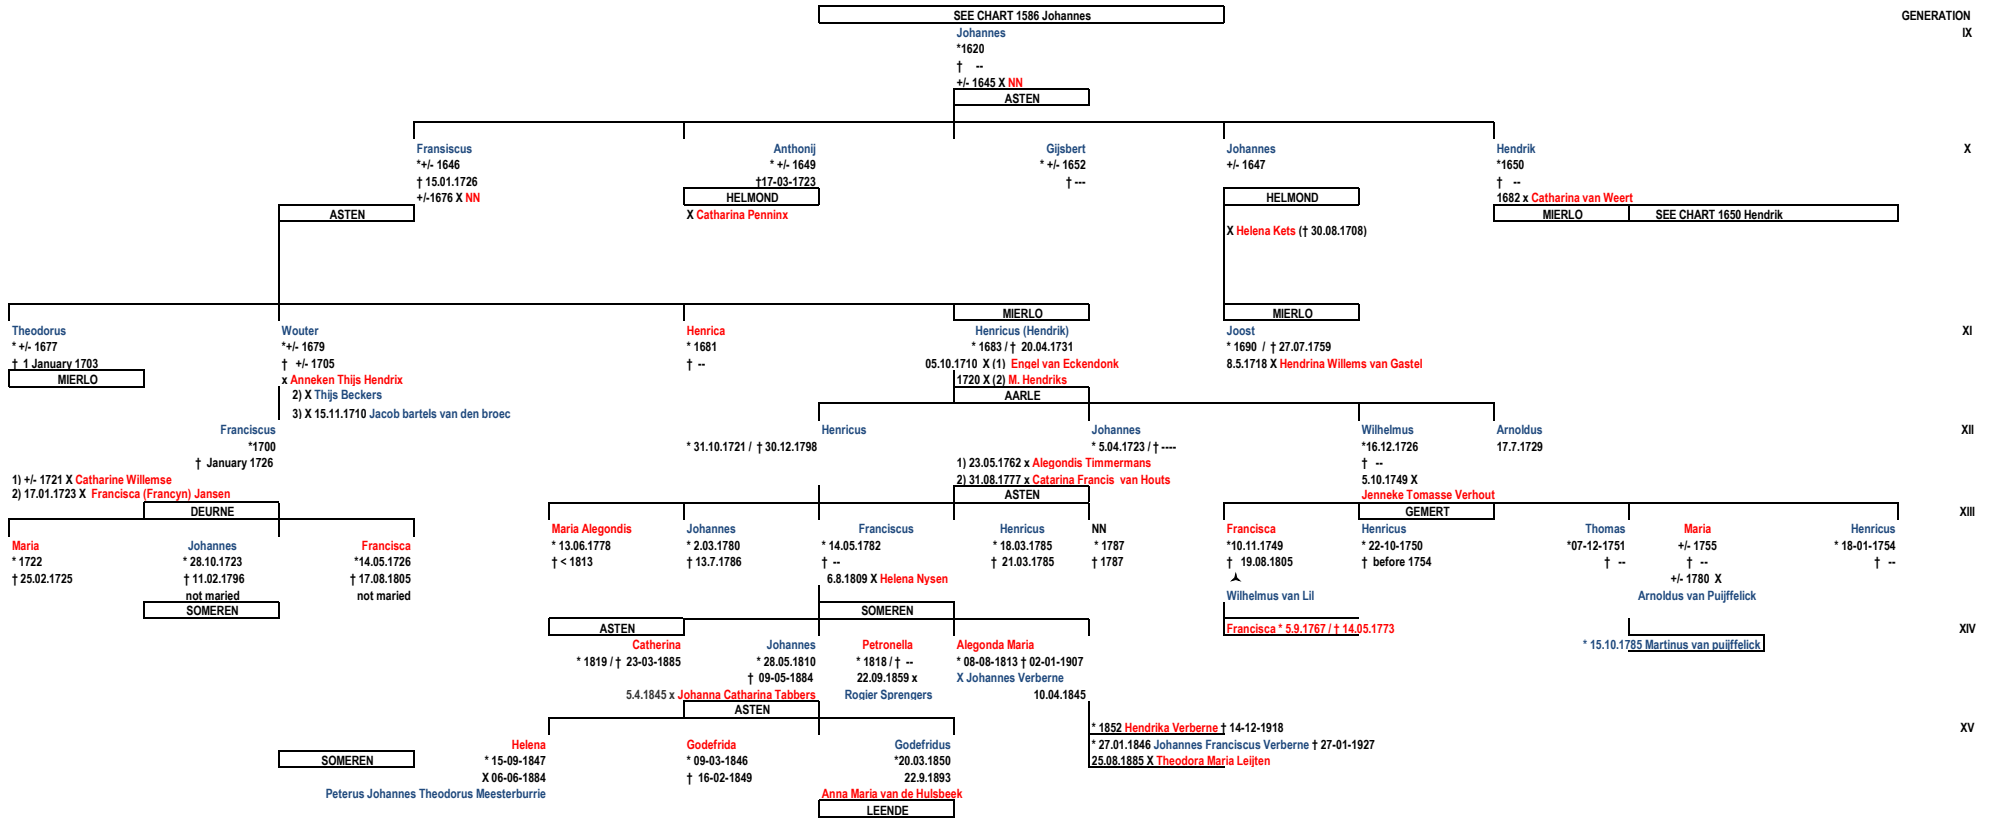 SEE CHART 1586 Johannes
GENERATION
Johannes
IX
*1620
† --
+/- 1645 X NN
ASTEN
Fransiscus
*+/- 1646
† 15.01.1726
+/-1676 X NN
ASTEN
Anthonij
* +/- 1649
†17-03-1723
HELMOND
X Catharina Penninx
Gijsbert
* +/- 1652
† ---
Johannes
+/- 1647
HELMOND
X Helena Kets († 30.08.1708)
Hendrik
*1650
† --
1682 x Catharina van Weert
MIERLO
SEE CHART 1650 Hendrik
X
Theodorus
* +/- 1677
† 1 January 1703
MIERLO
Wouter
*+/- 1679
† +/- 1705
x Anneken Thijs Hendrix
2) X Thijs Beckers
3) X 15.11.1710 Jacob bartels van den broec
Henrica
* 1681
† --
MIERLO
Henricus (Hendrik)
* 1683 / † 20.04.1731
05.10.1710 X (1) Engel van Eckendonk
1720 X (2) M. Hendriks
AARLE
MIERLO
Joost
* 1690 / † 27.07.1759
8.5.1718 X Hendrina Willems van Gastel
XI
Franciscus
*1700
† January 1726
1) +/- 1721 X Catharine Willemse
2) 17.01.1723 X Francisca (Francyn) Jansen
DEURNE
Henricus
* 31.10.1721 / † 30.12.1798
Johannes
* 5.04.1723 / † ----
1) 23.05.1762 x Alegondis Timmermans
2) 31.08.1777 x Catarina Francis van Houts
ASTEN
Wilhelmus
*16.12.1726
† --
5.10.1749 X
Jenneke Tomasse Verhout
GEMERT
Arnoldus
17.7.1729
XII
Maria
* 1722
† 25.02.1725
Johannes
* 28.10.1723
† 11.02.1796
not maried
SOMEREN
Francisca
*14.05.1726
† 17.08.1805
not maried
Maria Alegondis
* 13.06.1778
† < 1813
Johannes
* 2.03.1780
† 13.7.1786
Franciscus
* 14.05.1782
† --
6.8.1809 X Helena Nysen
SOMEREN
Henricus
* 18.03.1785
† 21.03.1785
NN
* 1787
† 1787
Francisca
*10.11.1749
† 19.08.1805
Wilhelmus van Lil
Henricus
* 22-10-1750
† before 1754
Thomas
*07-12-1751
† --
Maria
+/- 1755
† --
+/- 1780 X
Arnoldus van Puijffelick
Henricus
* 18-01-1754
† --
XIII
ASTEN
Catherina
* 1819 / † 23-03-1885
Johannes
* 28.05.1810
† 09-05-1884
5.4.1845 x Johanna Catharina Tabbers
ASTEN
Petronella
* 1818 / † --
22.09.1859 x
Rogier Sprengers
Alegonda Maria
* 08-08-1813 † 02-01-1907
X Johannes Verberne
10.04.1845
Francisca * 5.9.1767 / † 14.05.1773
* 15.10.1785 Martinus van puijffelick
XIV
SOMEREN
Helena
* 15-09-1847
X 06-06-1884
Peterus Johannes Theodorus Meesterburrie
Godefrida
* 09-03-1846
† 16-02-1849
Godefridus
*20.03.1850
22.9.1893
Anna Maria van de Hulsbeek
LEENDE
* 1852 Hendrika Verberne † 14-12-1918
* 27.01.1846 Johannes Franciscus Verberne † 27-01-1927
25.08.1885 X Theodora Maria Leijten
XV